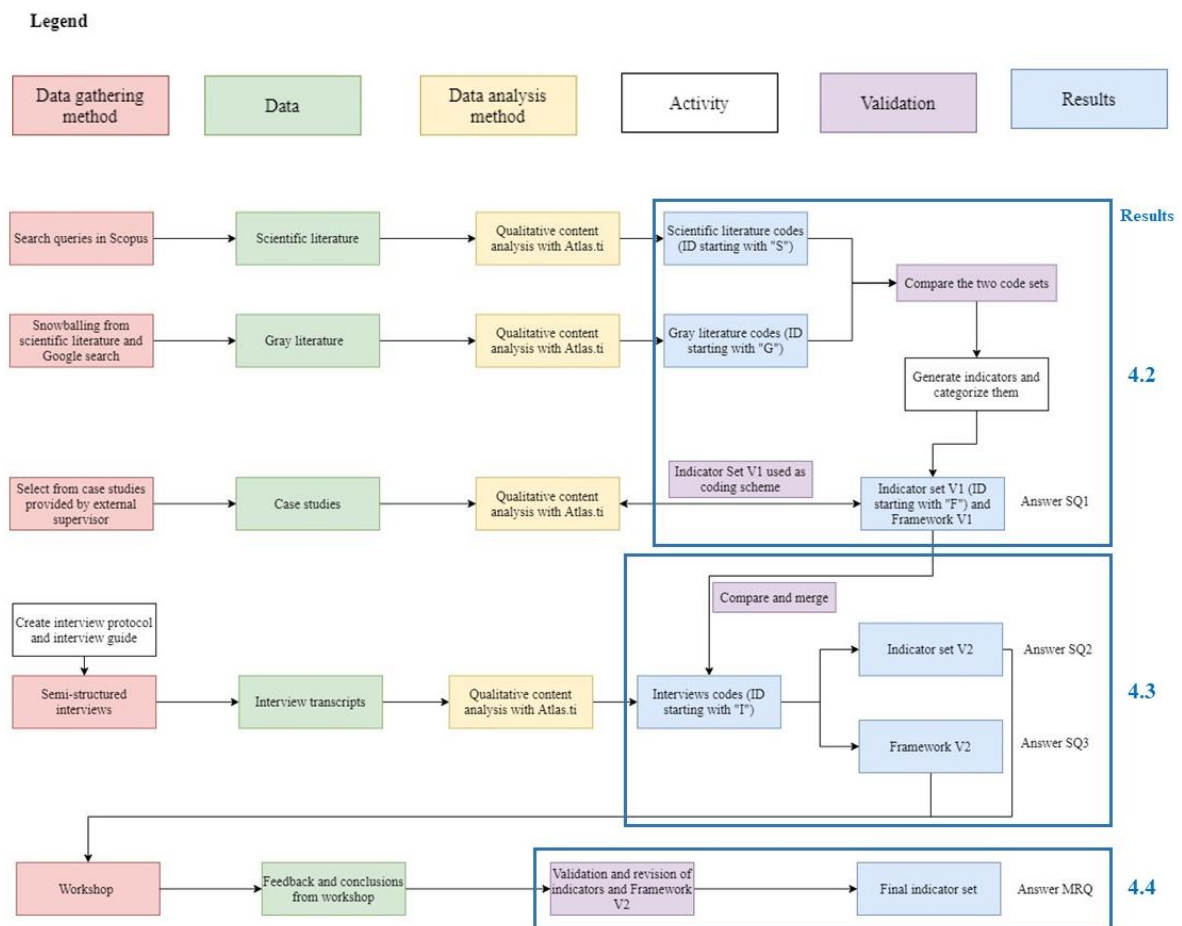 Legend
Data gathering
method
Data
Data analysis
method
Activity
Validation
Results
Results
Search queries in Scopus
Scientific literature
Qualitative content
analysis with Atlas.ti
Scientific literature codes
(ID starting with "S")
Compare the two code sets
Snowballing from
scientific literature and
Google search
Gray literature
Qualitative content
analysis with Atlas.ti
Gray literature codes (ID
starting with "G")
Generate indicators and
categorize them
4.2
Select from case studies
provided by external
supervisor
Case studies
Qualitative content
analysis with Atlas.ti
Indicator Set V1 used as
coding scheme
Indicator set V1 (ID
starting with "F") and
Framework V1
Answer SQ1
Compare and merge
Create interview protocol
and interview guide
Semi-structured
interviews
Interview transcripts
Qualitative content
analysis with Atlas.ti
Interviews codes (ID
starting with "I")
Indicator set V2
Answer SQ2
4.3
Framework V2
Answer SQ3
Workshop
Feedback and conclusions
from workshop
Validation and revision of
indicators and Framework
V2
Final indicator set
Answer MRQ
4.4